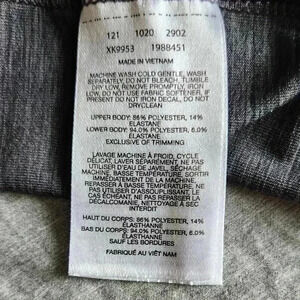 121 1020 2902
XK9953 1988451
MADE IN VIETNAM
MACHINE WASH COLD GENTLE, WASH
SEPARATELY, DO NOT BLEACH, TUMBLE
DRY LOW, REMOVE PROMPTLY, IRON
LOW, DO NOT USE FABRIC SOFTENER, IF
PRESENT DO NOT IRON DECAL, DO NOT
DRYCLEAN
UPPER BODY: 86% POLYESTER, 14%
ELASTANE
LOWER BODY: 94.0% POLYESTER, 6.0%
ELASTANE
EXCLUSIVE OF TRIMMING
LAVAGE MACHINE À FROID, CYCLE
DÉLICAT, LAVER SÉPARÉMENT, NE PAS
UTILISER D'EAU DE JAVEL, SÉCHAGE
MACHINE, BASSE TEMPÉRATURE, SORTIR
IMMÉDIATEMENT DE LA MACHINE,
REPASSER À BASSE TEMPÉRATURE, NE
PAS UTILISER D'ASSOUPLISSANT, LE
CAS ÉCHÉANT, NE PAS REPASSER LA
DÉCALCOMANIE, NETTOYAGE À SEC
INTERDIT
HAUT DU CORPS: 86% POLYESTER, 14%
ÉLASTHANNE
BAS DU CORPS: 94.0% POLYESTER, 6.0%
ÉLASTHANNE
SAUF LES BORDURES
FABRIQUÉ AU VIÊT NAM